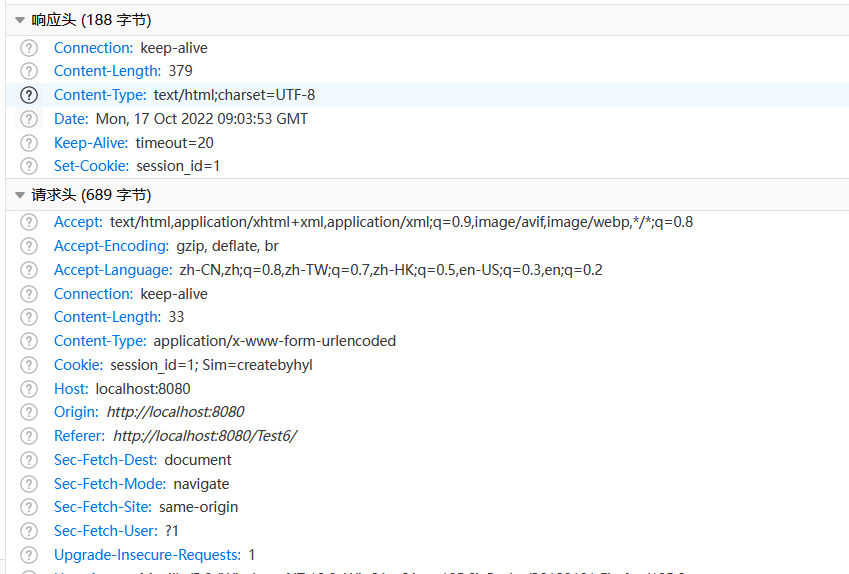 响应头 (188 字节)
Connection: keep-alive
Content-Length: 379
Content-Type: text/html;charset=UTF-8
Date: Mon, 17 Oct 2022 09:03:53 GMT
Keep-Alive: timeout=20
Set-Cookie: session_id=1
请求头 (689 字节)
Accept: text/html,application/xhtml+xml,application/xml;q=0.9,image/avif,image/webp,*/*;q=0.8
Accept-Encoding: gzip, deflate, br
Accept-Language: zh-CN,zh;q=0.8,zh-TW;q=0.7,zh-HK;q=0.5,en-US;q=0.3,en;q=0.2
Connection: keep-alive
Content-Length: 33
Content-Type: application/x-www-form-urlencoded
Cookie: session_id=1; Sim=createbyhyl
Host: localhost:8080
Origin: http://localhost:8080
Referer: http://localhost:8080/Test6/
Sec-Fetch-Dest: document
Sec-Fetch-Mode: navigate
Sec-Fetch-Site: same-origin
Sec-Fetch-User: ?1
Upgrade-Insecure-Requests: 1